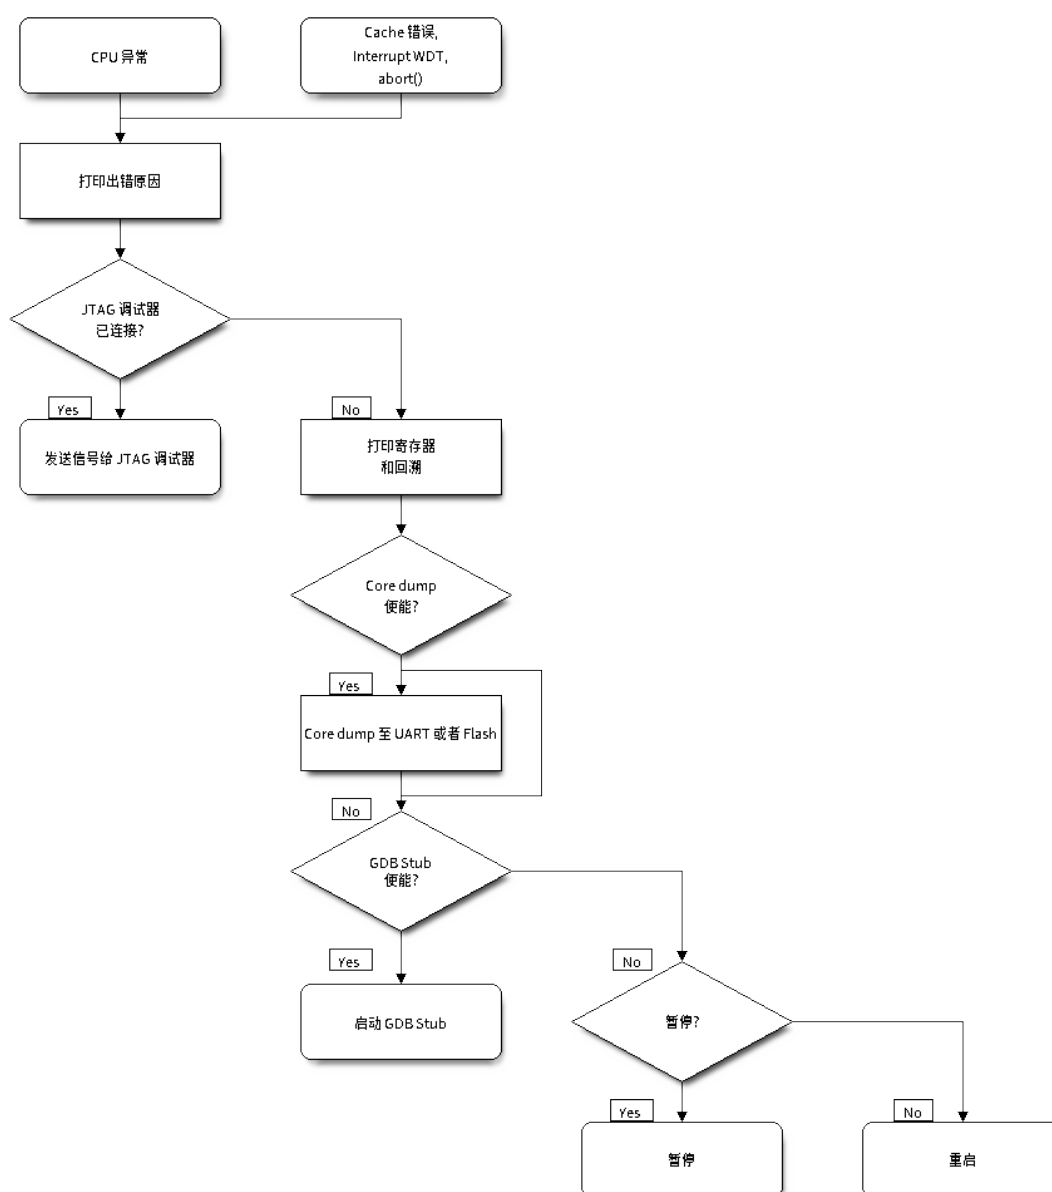 CPU 异常
Cache 错误,
Interrupt WDT,
abort()
打印出错原因
JTAG 调试器
已连接?
Yes
No
发送信号给 JTAG 调试器
打印寄存器
和回溯
Core dump
便能?
Yes
Core dump 至 UART 或者 Flash
No
GDB Stub
便能?
Yes
No
启动 GDB Stub
暂停?
Yes
No
暂停
重启